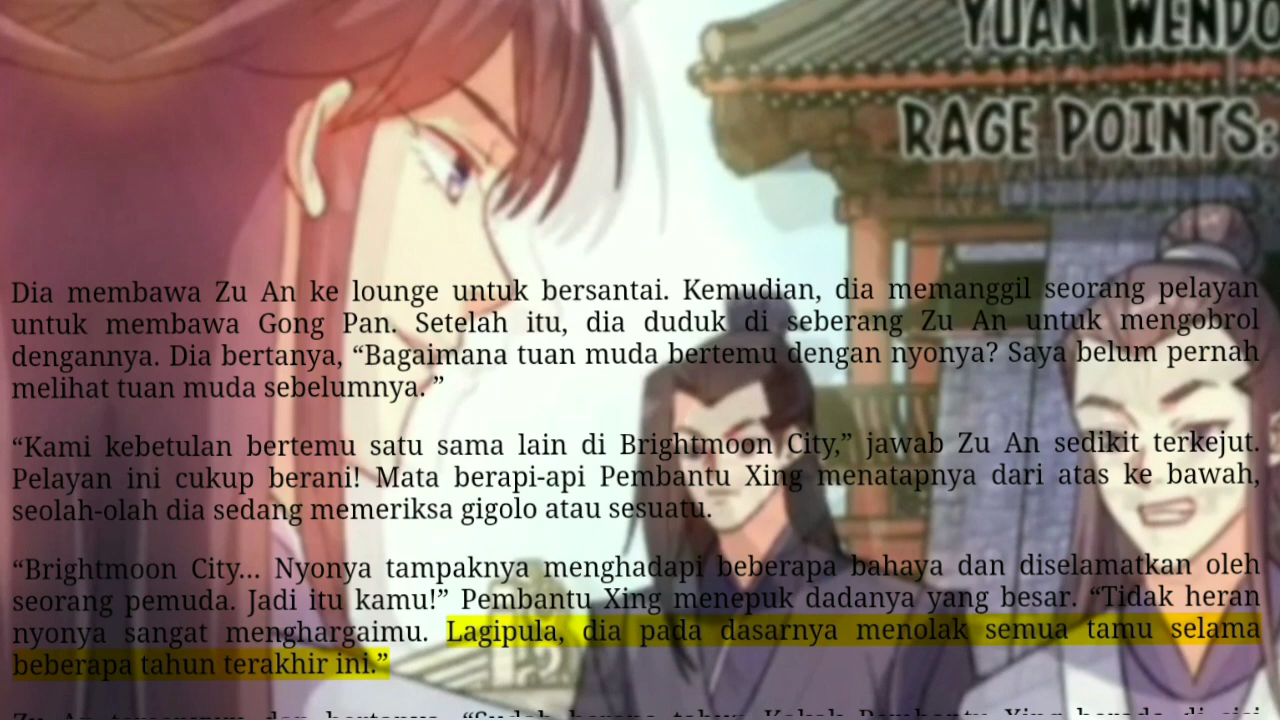 YUAN WENDO
RAGE POINTS:
Dia membawa Zu An ke lounge untuk bersantai. Kemudian, dia memanggil seorang pelayan
untuk membawa Gong Pan. Setelah itu, dia duduk di seberang Zu An untuk mengobrol
dengannya. Dia bertanya, “Bagaimana tuan muda bertemu dengan nyonya? Saya belum pernah
melihat tuan muda sebelumnya.”
“Kami kebetulan bertemu satu sama lain di Brightmoon City,” jawab Zu An sedikit terkejut.
Pelayan ini cukup berani! Mata berapi-api Pembantu Xing menatapnya dari atas ke bawah,
seolah-olah dia sedang memeriksa gigolo atau sesuatu.
“Brightmoon City… Nyonya tampaknya menghadapi beberapa bahaya dan diselamatkan oleh
seorang pemuda. Jadi itu kamu!” Pembantu Xing menepuk dadanya yang besar. “Tidak heran
nyonya sangat menghargaimu. Lagipula, dia pada dasarnya menolak semua tamu selama
beberapa tahun terakhir ini.”